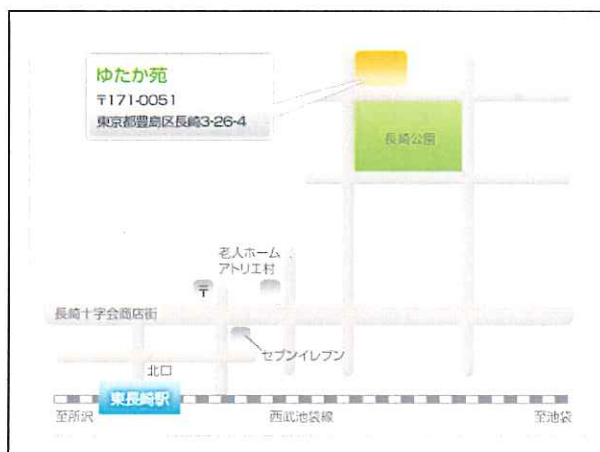 ゆたか苑
〒171-0051
東京都豊島区長崎3-26-4
長崎公園
老人ホーム
アトリエ村
〒
長崎十字会商店街
セブンイレブン
北口
東長崎駅
至所沢
西武池袋線
至池袋